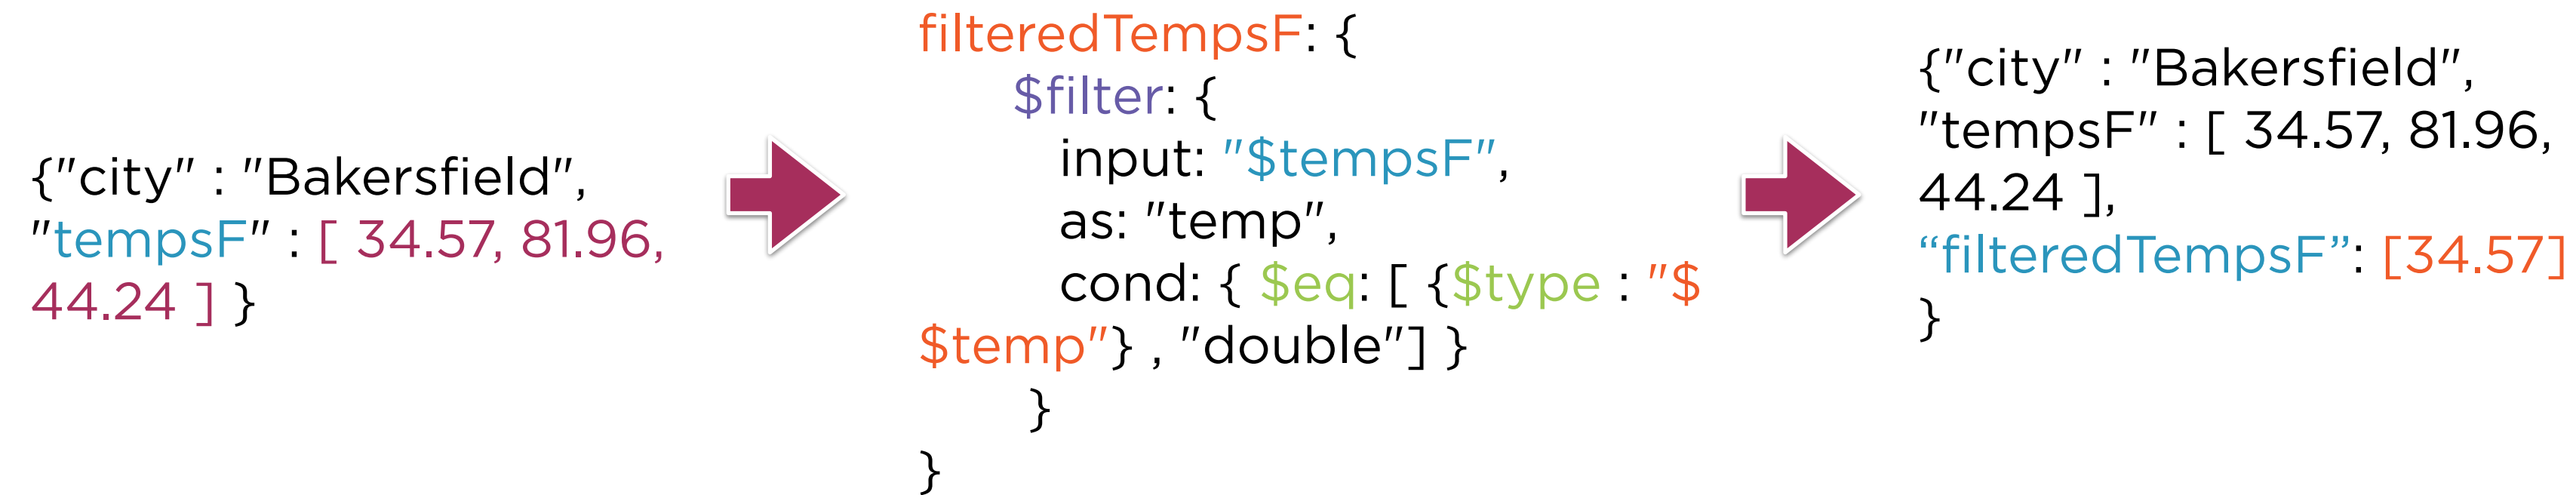 {"city" : "Bakersfield",
"tempsF" : [ 34.57, 81.96,
44.24 ] }
filteredTempsF: {
$filter: {
input: "$tempsF",
as: "temp",
cond: { $eq: [ {$type : "$
$temp"} , "double"] }
}
}
{"city" : "Bakersfield",
"tempsF" : [ 34.57, 81.96,
44.24 ],
“filteredTempsF”: [34.57]
}